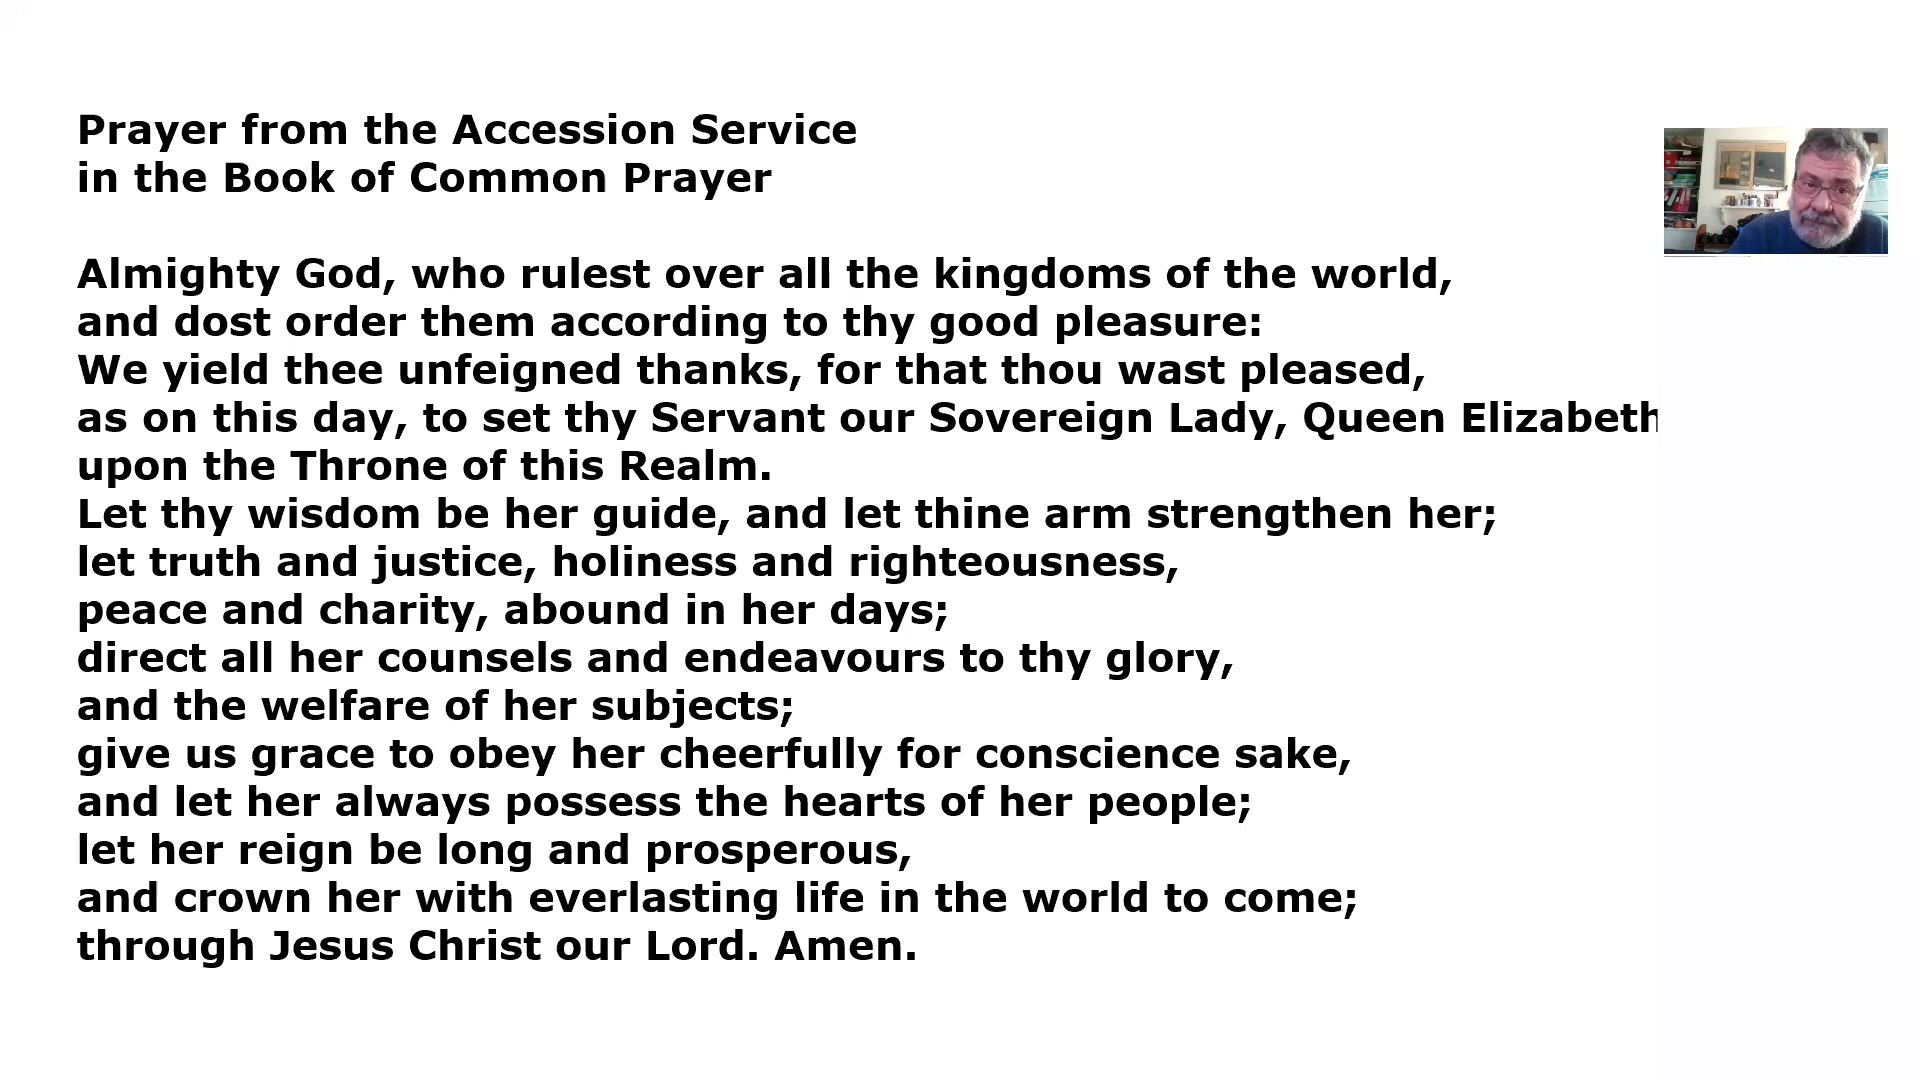 Prayer from the Accession Service
in the Book of Common Prayer
Almighty God, who rulest over all the kingdoms of the world,
and dost order them according to thy good pleasure:
We yield thee unfeigned thanks, for that thou wast pleased,
as on this day, to set thy Servant our Sovereign Lady, Queen Elizabeth
upon the Throne of this Realm.
Let thy wisdom be her guide, and let thine arm strengthen her;
let truth and justice, holiness and righteousness,
peace and charity, abound in her days;
direct all her counsels and endeavours to thy glory,
and the welfare of her subjects;
give us grace to obey her cheerfully for conscience sake,
and let her always possess the hearts of her people;
let her reign be long and prosperous,
and crown her with everlasting life in the world to come;
through Jesus Christ our Lord. Amen.